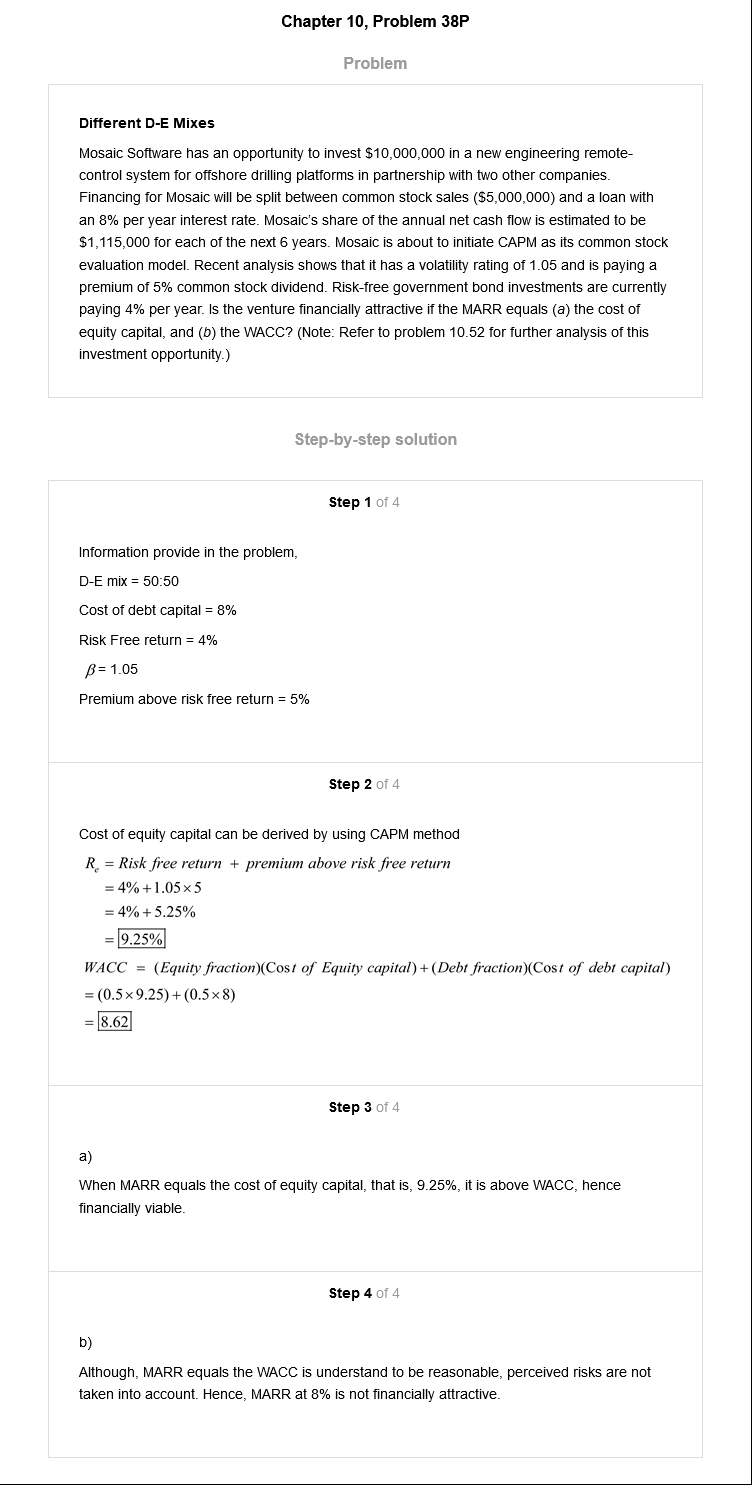 Chapter 10, Problem 38P
Problem
Different D-E Mixes
Mosaic Software has an opportunity to invest $10,000,000 in a new engineering remote-
control system for offshore drilling platforms in partnership with two other companies.
Financing for Mosaic will be split between common stock sales ($5,000,000) and a loan with
an 8% per year interest rate. Mosaic's share of the annual net cash flow is estimated to be
$1,115,000 for each of the next 6 years. Mosaic is about to initiate CAPM as its common stock
evaluation model. Recent analysis shows that it has a volatility rating of 1.05 and is paying a
premium of 5% common stock dividend. Risk-free government bond investments are currently
paying 4% per year. Is the venture financially attractive if the MARR equals (a) the cost of
equity capital, and (b) the WACC? (Note: Refer to problem 10.52 for further analysis of this
investment opportunity.)
Step-by-step solution
Step 1 of 4
Information provide in the problem,
D-E mix = 50:50
Cost of debt capital = 8%
Risk Free return = 4%
β = 1.05
Premium above risk free return = 5%
Step 2 of 4
Cost of equity capital can be derived by using CAPM method
Rₑ = Risk free return + premium above risk free return
= 4% + 1.05 × 5
= 4% + 5.25%
= 9.25%
WACC = (Equity fraction)(Cost of Equity capital) + (Debt fraction)(Cost of debt capital)
= (0.5 × 9.25) + (0.5 × 8)
= 8.62
Step 3 of 4
a)
When MARR equals the cost of equity capital, that is, 9.25%, it is above WACC, hence
financially viable.
Step 4 of 4
b)
Although, MARR equals the WACC is understand to be reasonable, perceived risks are not
taken into account. Hence, MARR at 8% is not financially attractive.